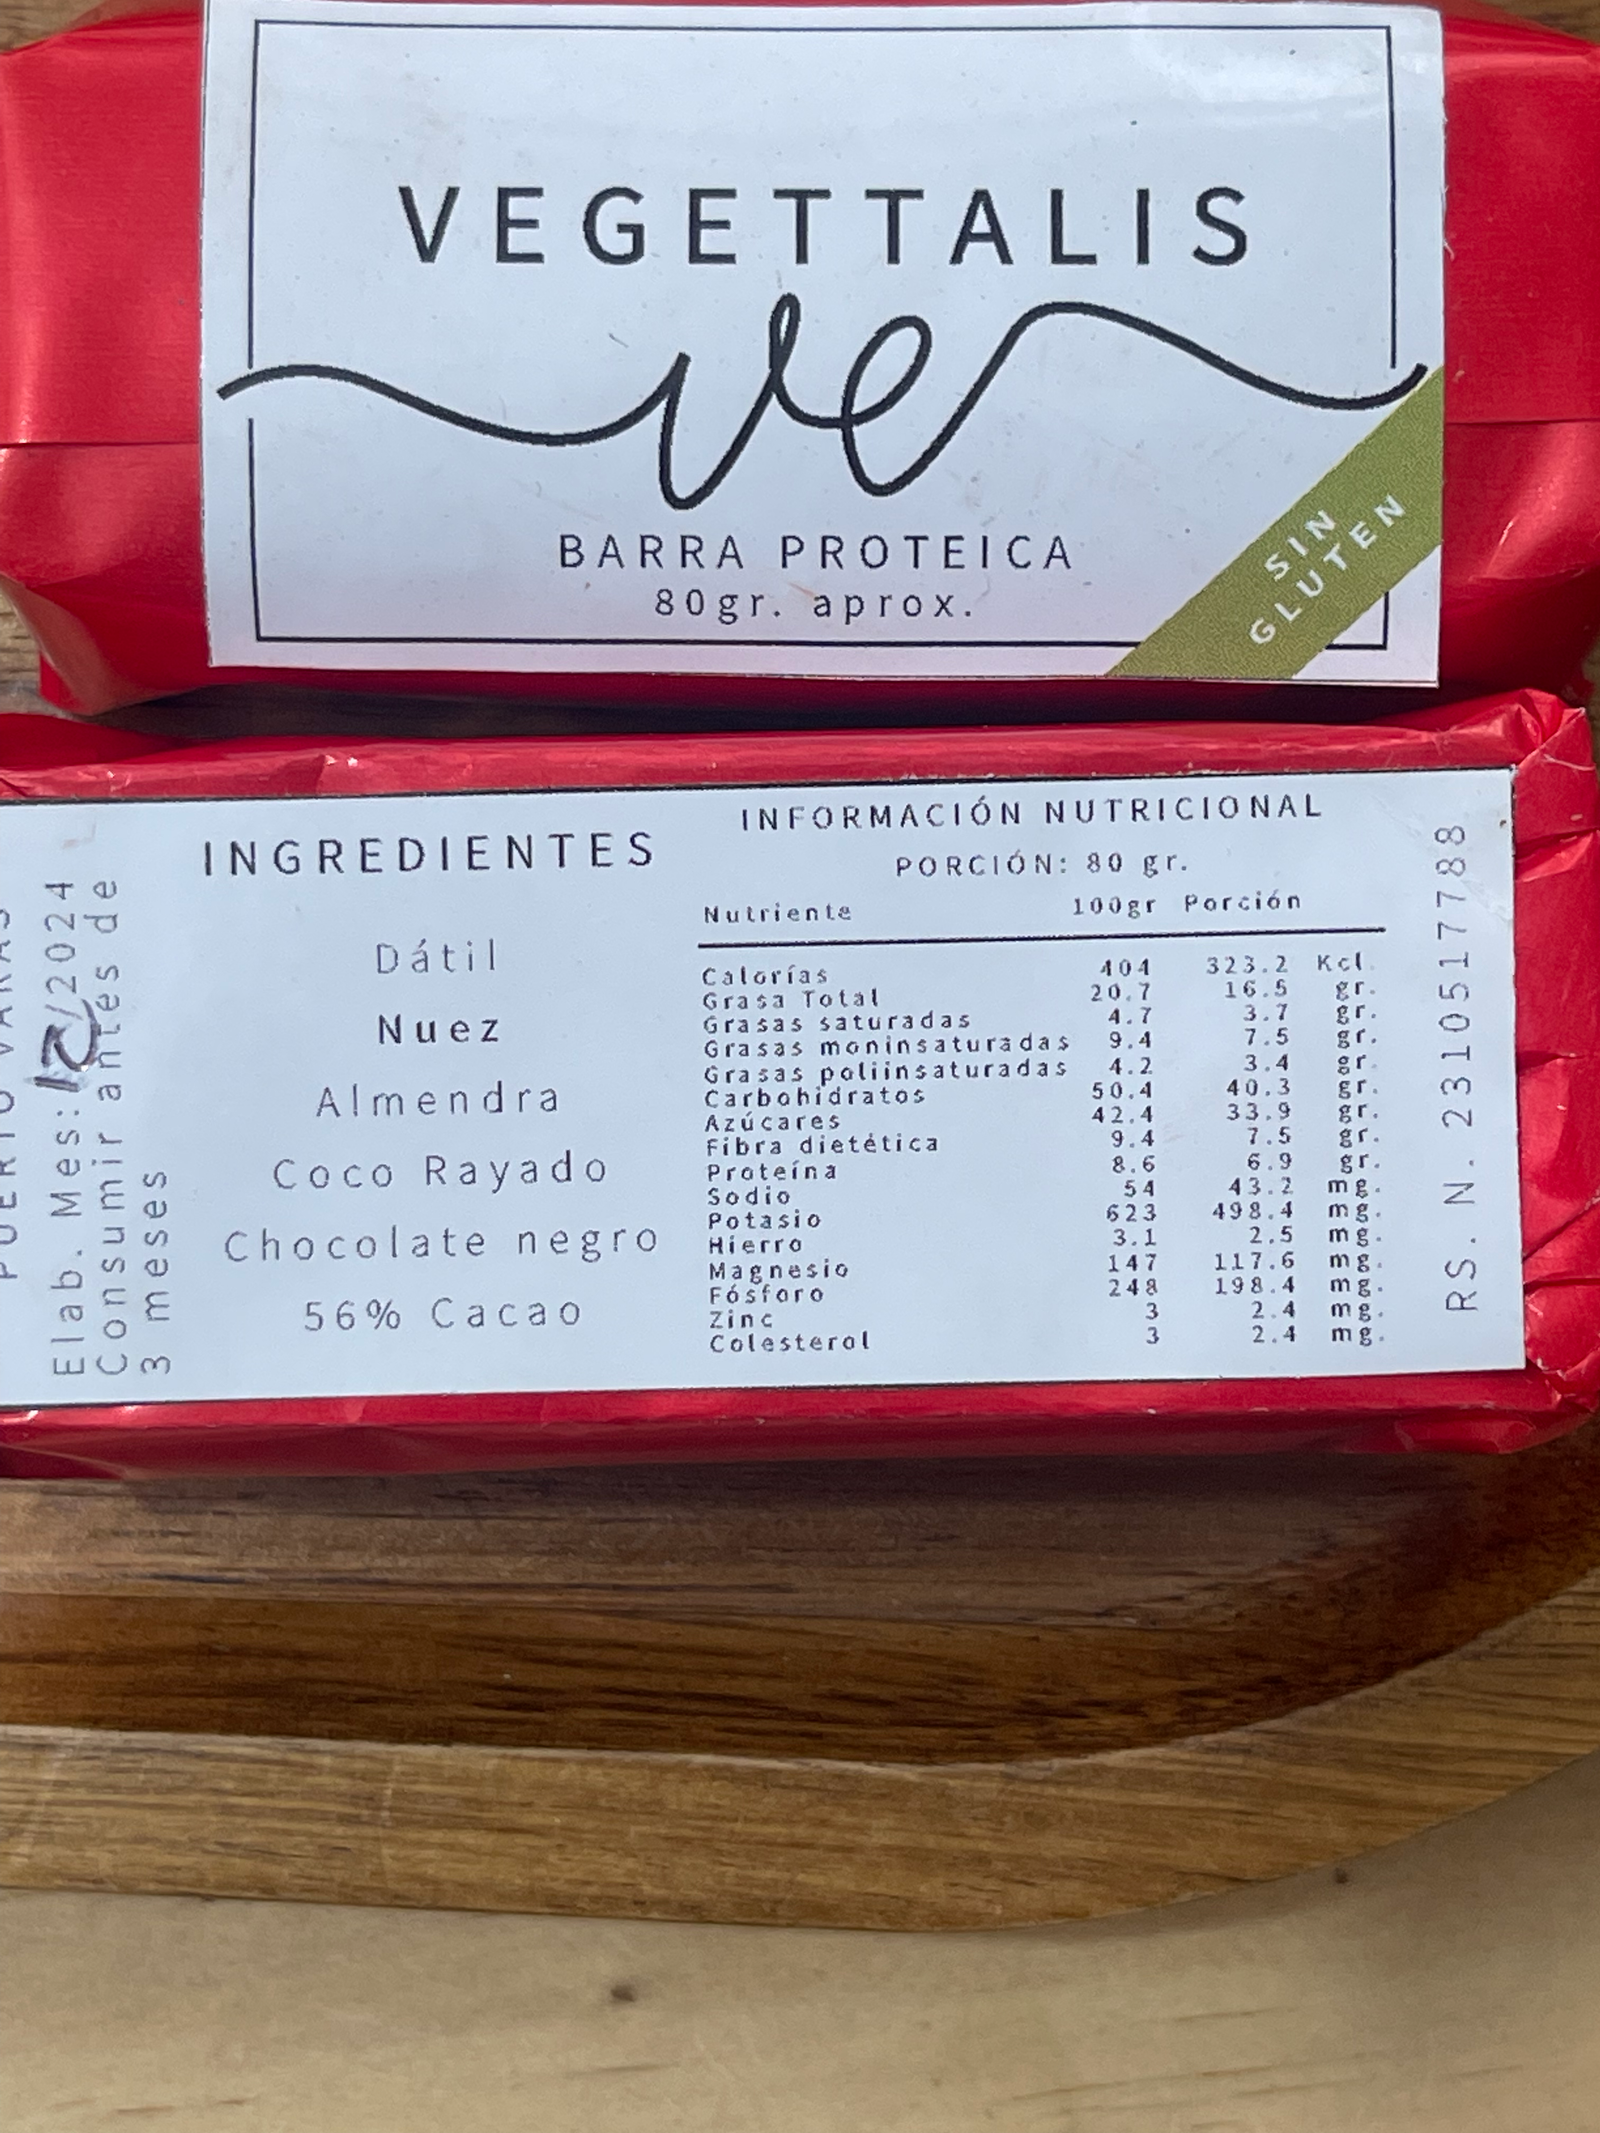 VEGETTALIS
ve
BARRA PROTEICA
80gr. aprox.
SIN
GLUTEN
Elab. Mes: 12/2024
Consumir antes de
3 meses
INGREDIENTES
Dátil
Nuez
Almendra
Coco Rayado
Chocolate negro
56% Cacao
INFORMACIÓN NUTRICIONAL
PORCIÓN: 80 gr.
Nutriente 100gr Porción
Calorías 404 323.2 Kcl.
Grasa Total 20.7 16.5 gr.
Grasas saturadas 4.7 3.7 gr.
Grasas moninsaturadas 9.4 7.5 gr.
Grasas poliinsaturadas 4.2 3.4 gr.
Carbohidratos 50.4 40.3 gr.
Azúcares 42.4 33.9 gr.
Fibra dietética 9.4 7.5 gr.
Proteína 8.6 6.9 gr.
Sodio 54 43.2 mg.
Potasio 623 498.4 mg.
Hierro 3.1 2.5 mg.
Magnesio 147 117.6 mg.
Fósforo 248 198.4 mg.
Zinc 3 2.4 mg.
Colesterol 3 2.4 mg.
RS. N. 2310517788